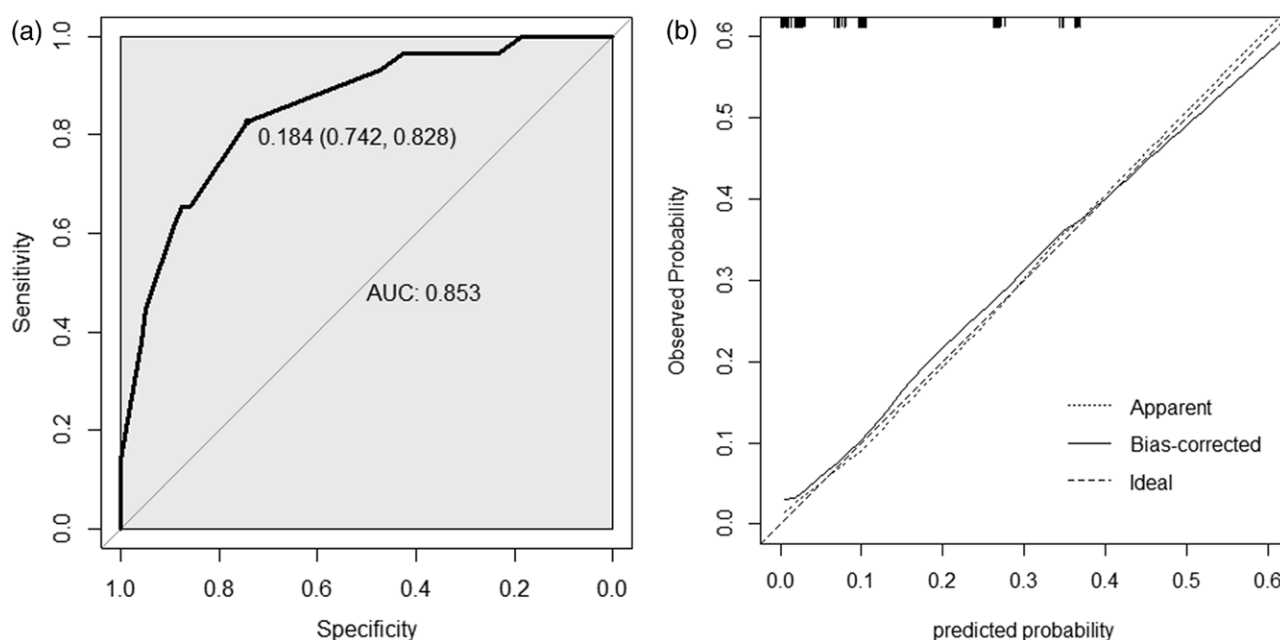 (a)
1.0
0.8
0.6
0.4
0.2
0.0
Sensitivity
0.184 (0.742, 0.828)
AUC: 0.853
1.0 0.8 0.6 0.4 0.2 0.0
Specificity
(b)
0.6
0.5
0.4
0.3
0.2
0.1
0.0
Observed Probability
Apparent
Bias-corrected
Ideal
0.0 0.1 0.2 0.3 0.4 0.5 0.6
predicted probability